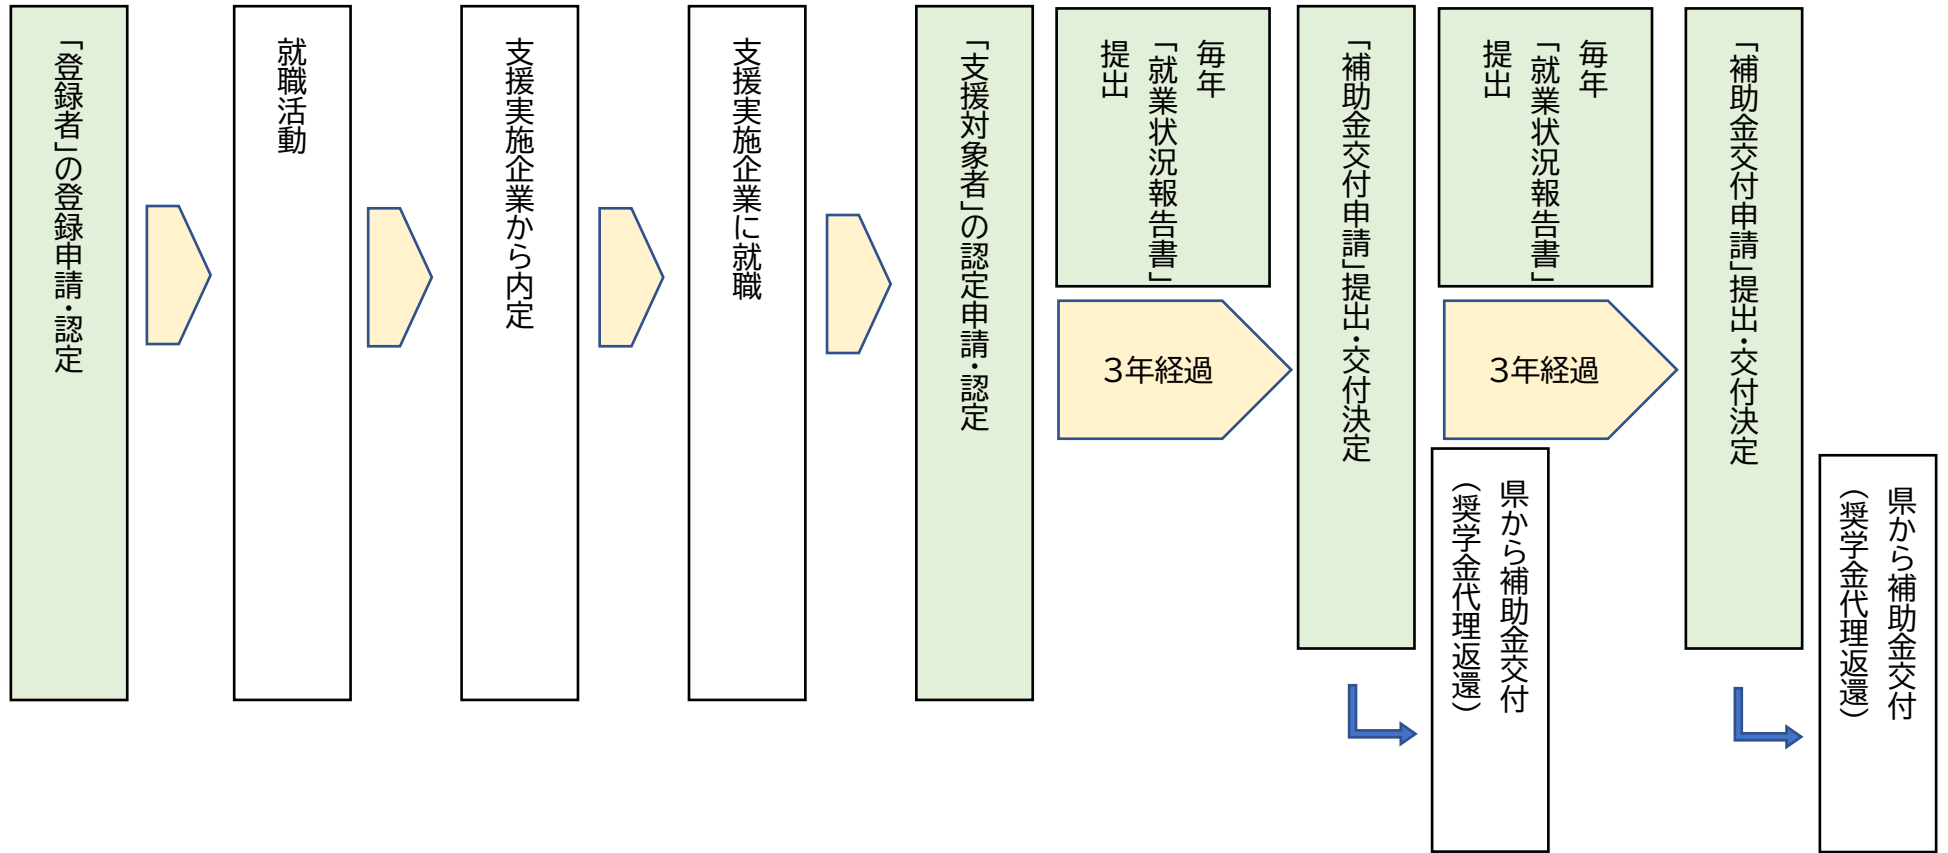 「登録者」の登録申請・認定
就職活動
支援実施企業から内定
支援実施企業に就職
「支援対象者」の認定申請・認定
毎年
「就業状況報告書」
提出
３年経過
「補助金交付申請」提出・交付決定
県から補助金交付
（奨学金代理返還）
毎年
「就業状況報告書」
提出
３年経過
「補助金交付申請」提出・交付決定
県から補助金交付
（奨学金代理返還）